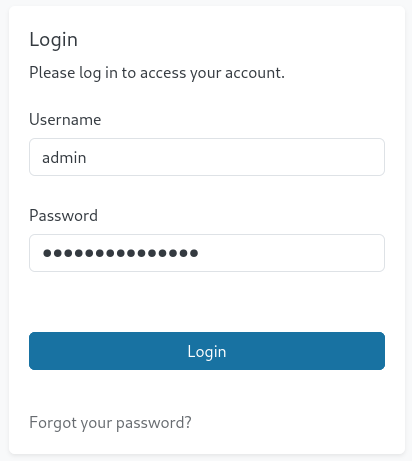 Login
Please log in to access your account.
Username
admin
Password
●●●●●●●●●●●●●●●
Login
Forgot your password?